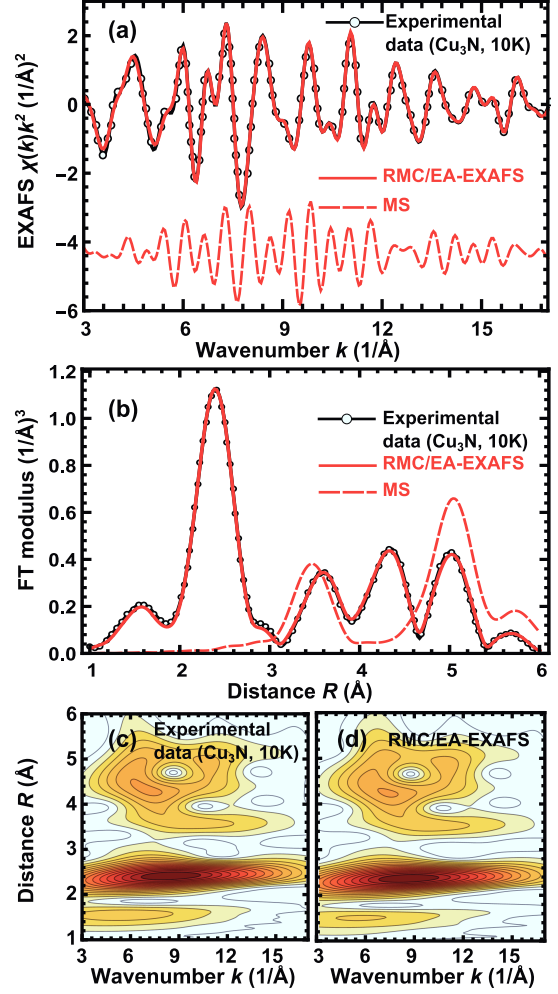 (a)
Experimental
data (Cu₃N, 10K)
EXAFS χ(k)k² (1/Å)²
2
0
−2
−4
−6
RMC/EA-EXAFS
MS
3 6 9 12 15
Wavenumber k (1/Å)
(b)
Experimental
data (Cu₃N, 10K)
RMC/EA-EXAFS
MS
FT modulus (1/Å)³
1.2
1.0
0.8
0.6
0.4
0.2
0.0
1 2 3 4 5 6
Distance R (Å)
(c) Experimental
data (Cu₃N, 10K)
(d) RMC/EA-EXAFS
Distance R (Å)
6
5
4
3
2
1
3 6 9 12 15
3 6 9 12 15
Wavenumber k (1/Å)
Wavenumber k (1/Å)